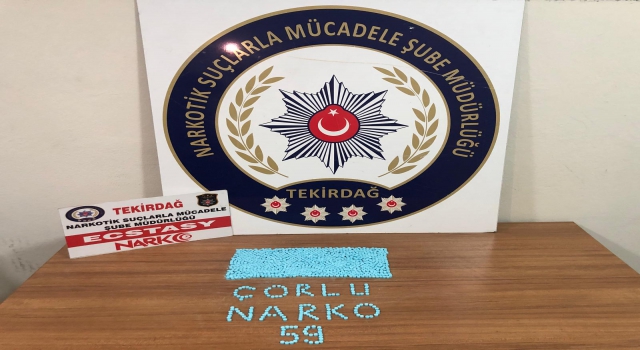 NARKOTİK SUÇLARLA MÜCADELE ŞUBE MÜDÜRLÜĞÜ
TEKİRDAĞ
TEKİRDAĞ
NARKOTİK SUÇLARLA MÜCADELE
ŞUBE MÜDÜRLÜĞÜ
ECSTASY
NARKO
ÇORLU
NARKO
59